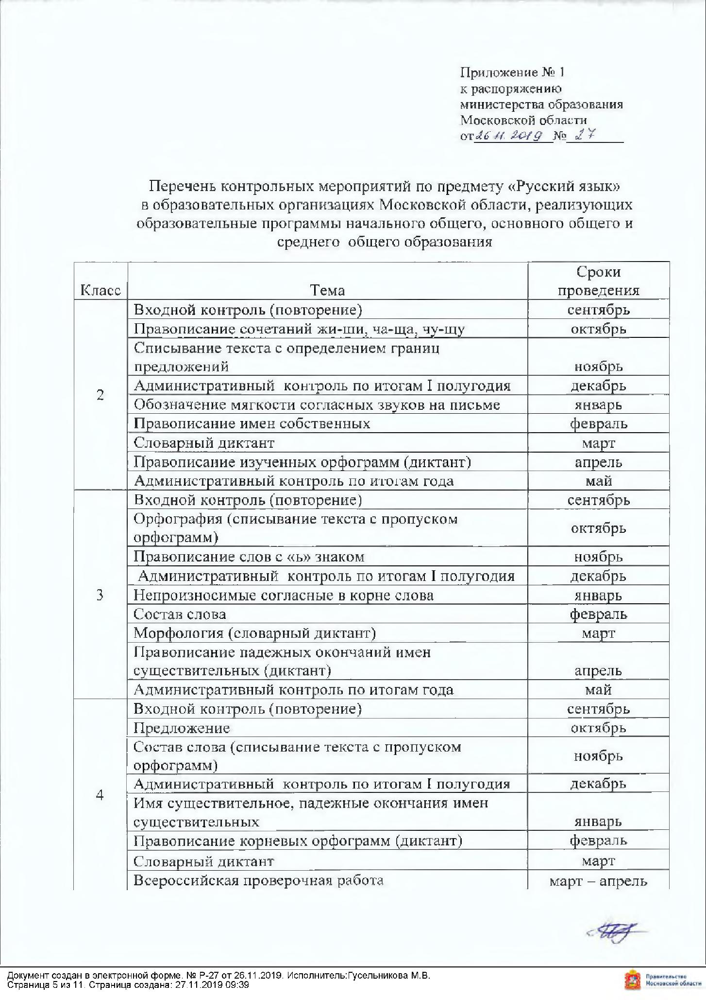 Приложение № 1
к распоряжению
министерства образования
Московской области
от 26.11.2019 № 27
Перечень контрольных мероприятий по предмету «Русский язык»
в образовательных организациях Московской области, реализующих
образовательные программы начального общего, основного общего и
среднего общего образования
Класс
Тема
Сроки
проведения
2
Входной контроль (повторение)
сентябрь
Правописание сочетаний жи-ши, ча-ща, чу-щу
октябрь
Списывание текста с определением границ
предложений
ноябрь
Административный контроль по итогам I полугодия
декабрь
Обозначение мягкости согласных звуков на письме
январь
Правописание имен собственных
февраль
Словарный диктант
март
Правописание изученных орфограмм (диктант)
апрель
Административный контроль по итогам года
май
3
Входной контроль (повторение)
сентябрь
Орфография (списывание текста с пропуском
орфограмм)
октябрь
Правописание слов с «ь» знаком
ноябрь
Административный контроль по итогам I полугодия
декабрь
Непроизносимые согласные в корне слова
январь
Состав слова
февраль
Морфология (словарный диктант)
март
Правописание падежных окончаний имен
существительных (диктант)
апрель
Административный контроль по итогам года
май
4
Входной контроль (повторение)
сентябрь
Предложение
октябрь
Состав слова (списывание текста с пропуском
орфограмм)
ноябрь
Административный контроль по итогам I полугодия
декабрь
Имя существительное, падежные окончания имен
существительных
январь
Правописание корневых орфограмм (диктант)
февраль
Словарный диктант
март
Всероссийская проверочная работа
март – апрель
Документ создан в электронной форме. № Р-27 от 26.11.2019. Исполнитель:Гусельникова М.В.
Страница 5 из 11. Страница создана: 27.11.2019 09:39
Правительство
Московской области